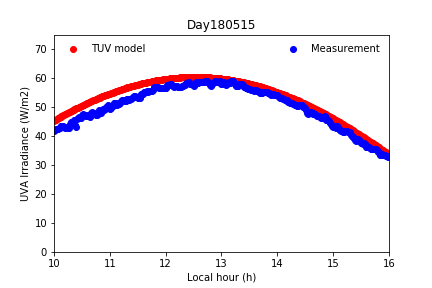 Day180515
TUV model
Measurement
UVA Irradiance (W/m2)
70
60
50
40
30
20
10
0
10 11 12 13 14 15 16
Local hour (h)